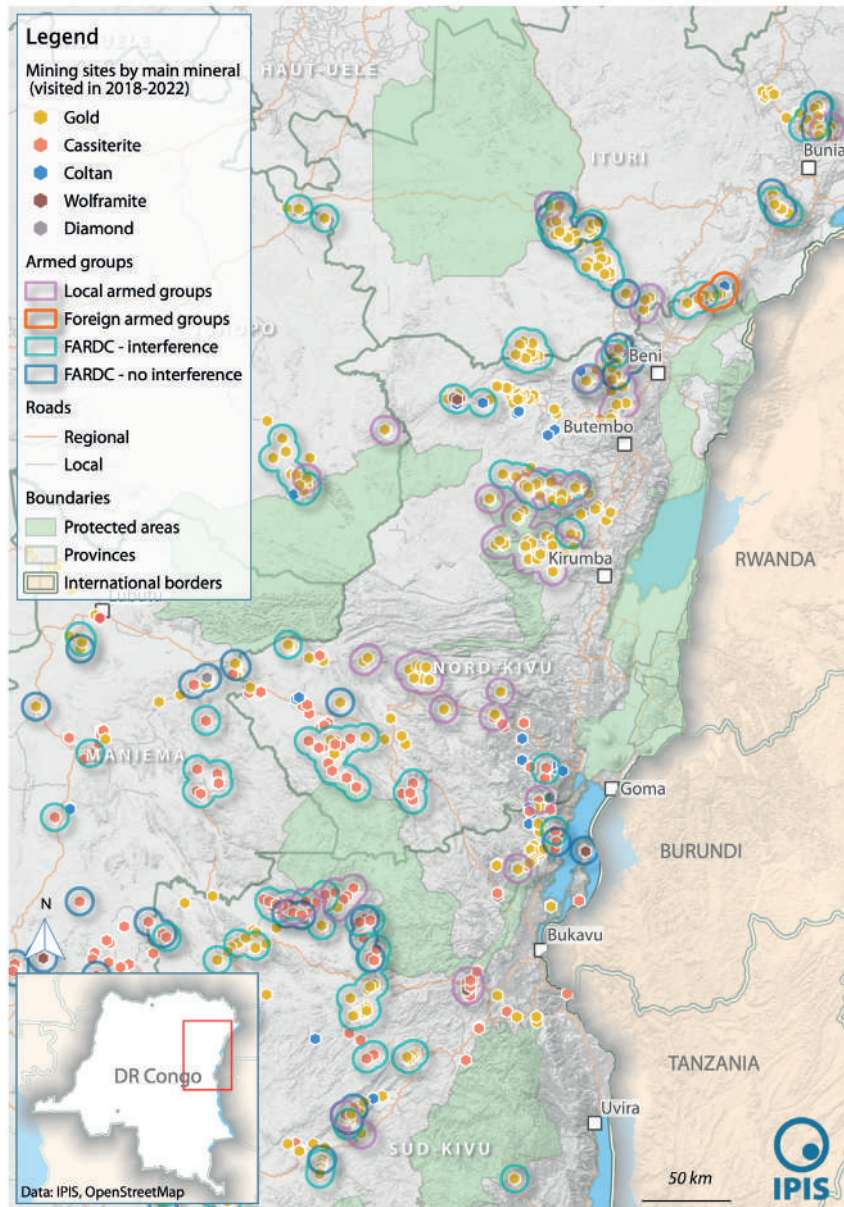 Legend
Mining sites by main mineral
(visited in 2018-2022)
Gold
Cassiterite
Coltan
Wolframite
Diamond
Armed groups
Local armed groups
Foreign armed groups
FARDC - interference
FARDC - no interference
Roads
Regional
Local
Boundaries
Protected areas
Provinces
International borders
HAUT-UELE
ITURI
Bunia
Beni
Butembo
Kirumba
RWANDA
Lubutu
NORD KIVU
MANIEMA
Goma
BURUNDI
N
Bukavu
DR Congo
TANZANIA
Uvira
SUD KIVU
50 km
IPIS
Data: IPIS, OpenStreetMap